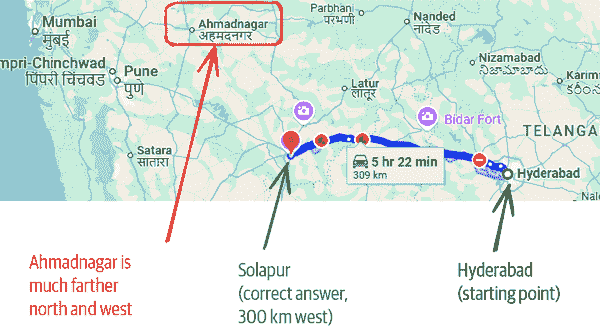 Mumbai
मुंबई
Ahmadnagar
अहमदनगर
Parbhani
परभणी
Nanded
नांदेड
mpri-Chinchwad
पिंपरी चिंचवड
Pune
पुणे
Latur
लातूर
Nizamabad
నిజామాబాదు
Karim
కరీంన
Bidar Fort
TELANGA
Satara
सातारा
5 hr 22 min
309 km
Hyderabad
Nale
Ahmadnagar is
much farther
north and west
Solapur
(correct answer,
300 km west)
Hyderabad
(starting point)